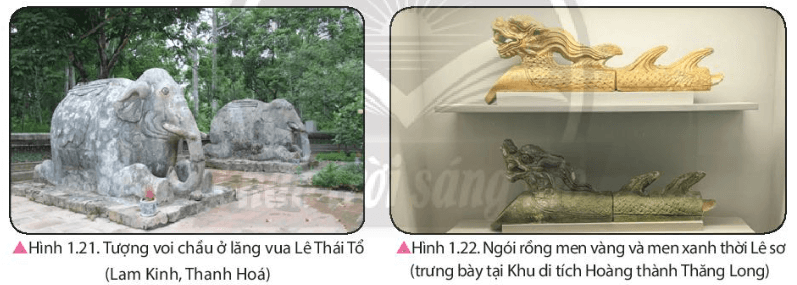 ▲Hình 1.21. Tượng voi chầu ở lăng vua Lê Thái Tổ
(Lam Kinh, Thanh Hoá)
▲Hình 1.22. Ngói rồng men vàng và men xanh thời Lê sơ
(trưng bày tại Khu di tích Hoàng thành Thăng Long)
trời sáng